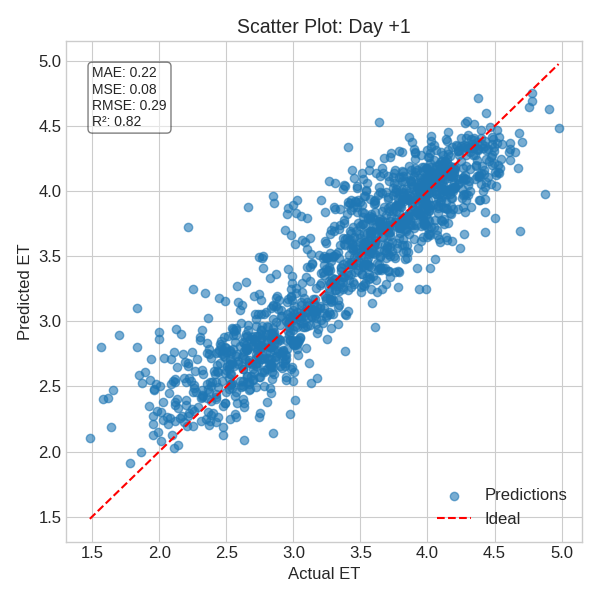 Scatter Plot: Day +1
MAE: 0.22
MSE: 0.08
RMSE: 0.29
R²: 0.82
5.0
4.5
4.0
3.5
3.0
2.5
2.0
1.5
Predicted ET
Predictions
Ideal
1.5 2.0 2.5 3.0 3.5 4.0 4.5 5.0
Actual ET